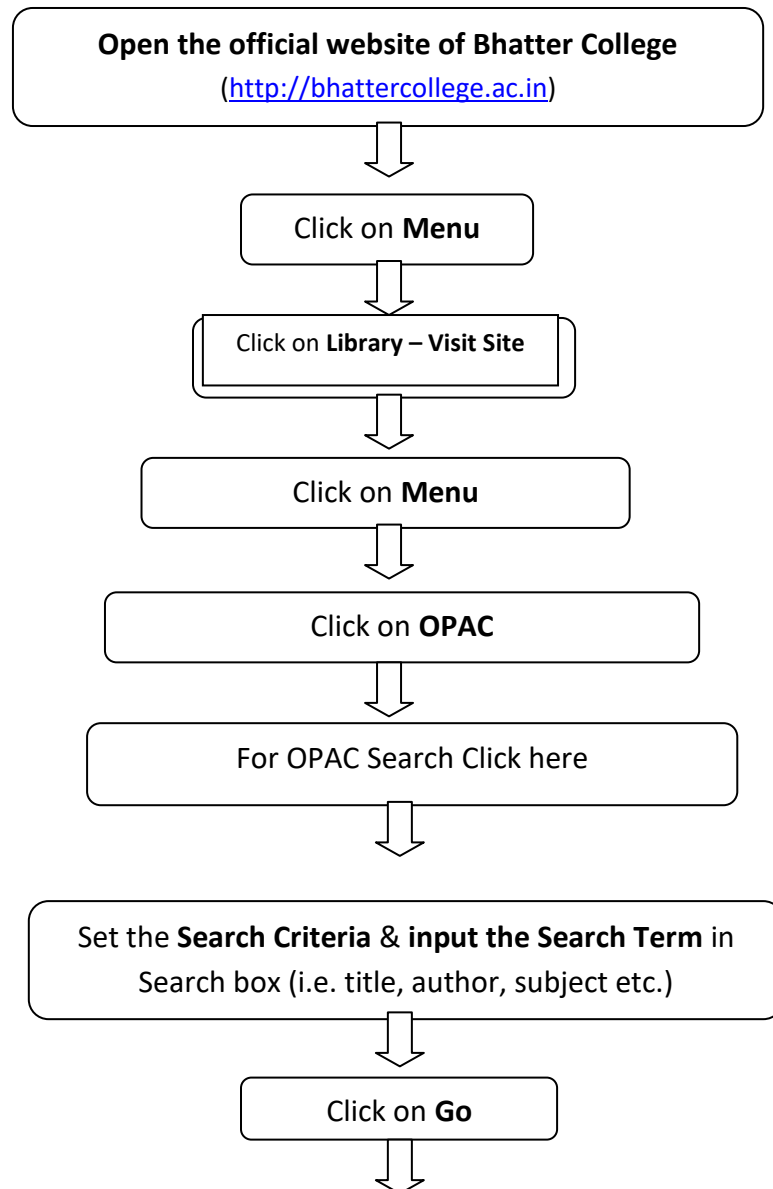 Open the official website of Bhatter College
(http://bhattercollege.ac.in)
Click on Menu
Click on Library – Visit Site
Click on Menu
Click on OPAC
For OPAC Search Click here
Set the Search Criteria & input the Search Term in
Search box (i.e. title, author, subject etc.)
Click on Go